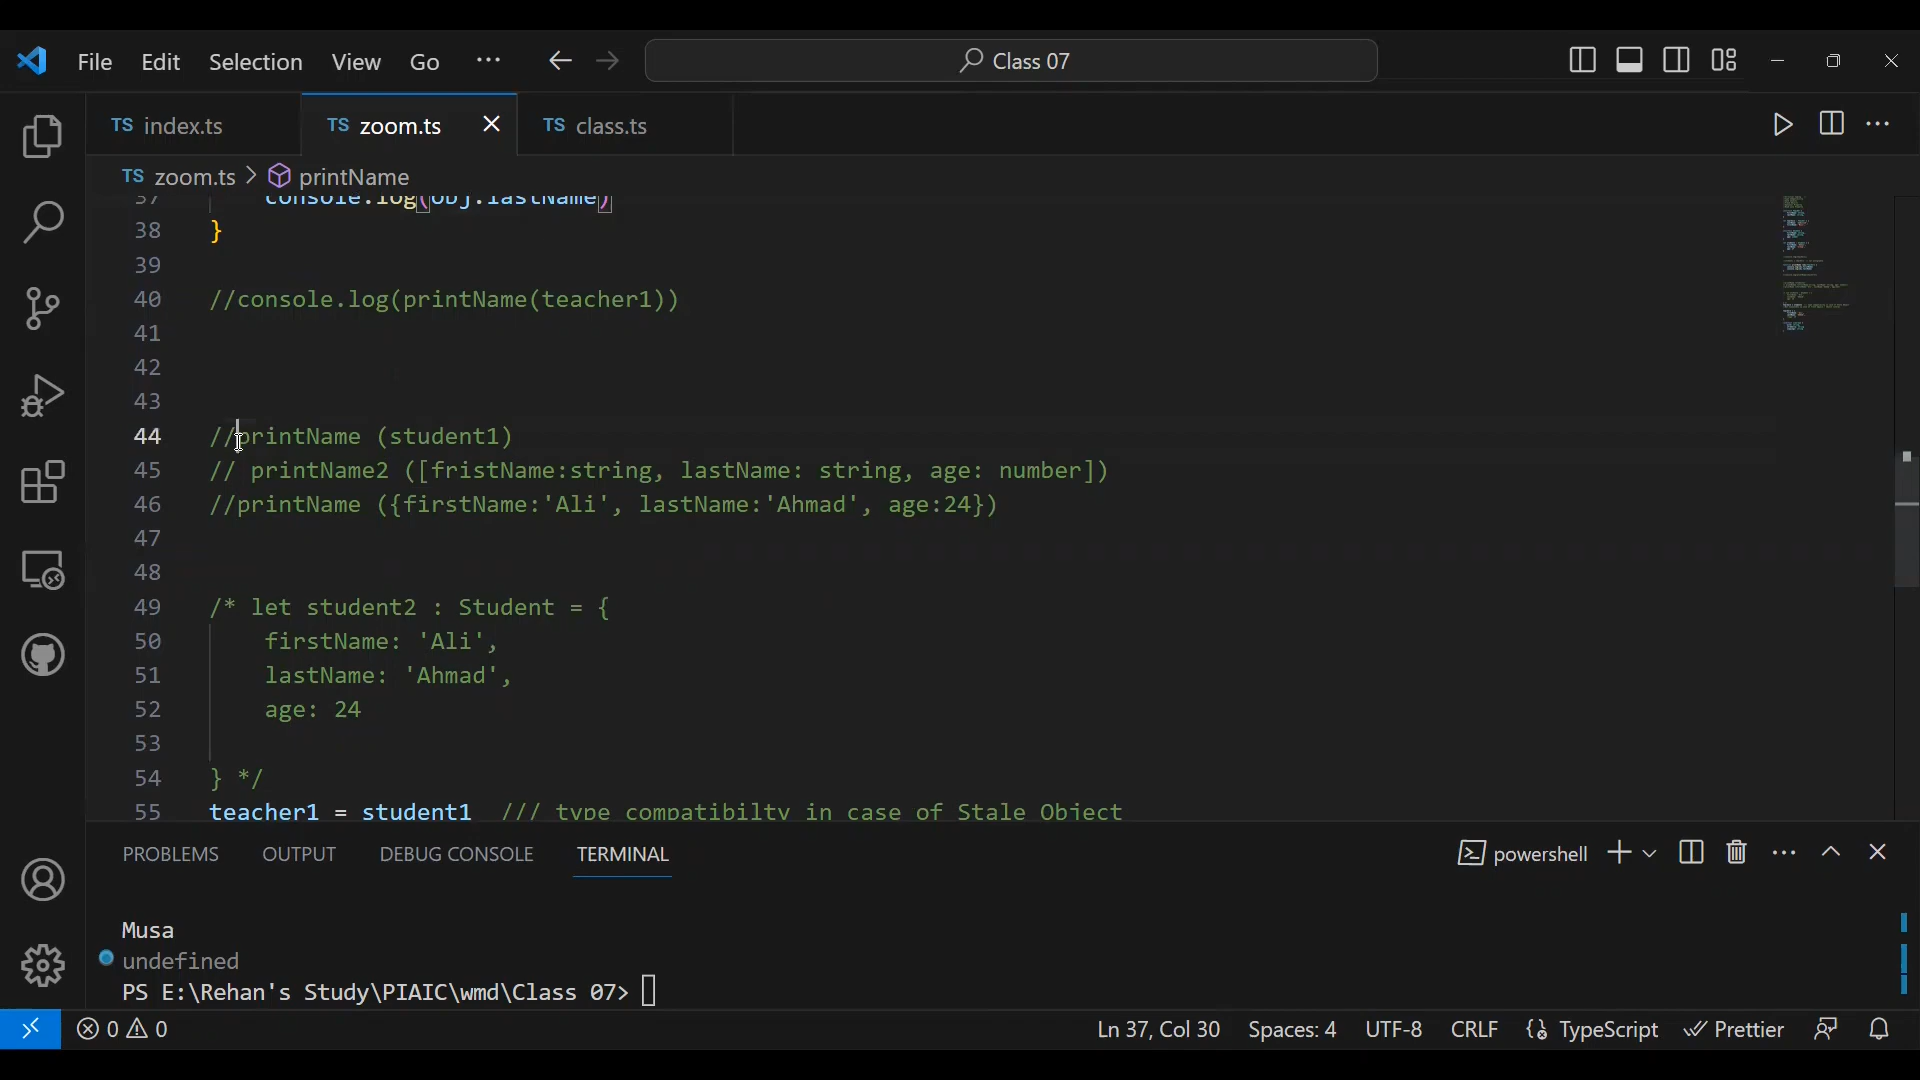 File Edit Selection View Go ··· Class 07
TS index.ts TS zoom.ts TS class.ts
TS zoom.ts > printName
37 console.log(obj.lastName)
38 }
39
40 //console.log(printName(teacher1))
41
42
43
44 //printName (student1)
45 // printName2 ([fristName:string, lastName: string, age: number])
46 //printName ({firstName:'Ali', lastName:'Ahmad', age:24})
47
48
49 /* let student2 : Student = {
50 firstName: 'Ali',
51 lastName: 'Ahmad',
52 age: 24
53
54 } */
55 teacher1 = student1 /// type compatibilty in case of Stale Object
PROBLEMS OUTPUT DEBUG CONSOLE TERMINAL powershell
Musa
undefined
PS E:\Rehan's Study\PIAIC\wmd\Class 07>
0 0 Ln 37, Col 30 Spaces: 4 UTF-8 CRLF TypeScript Prettier